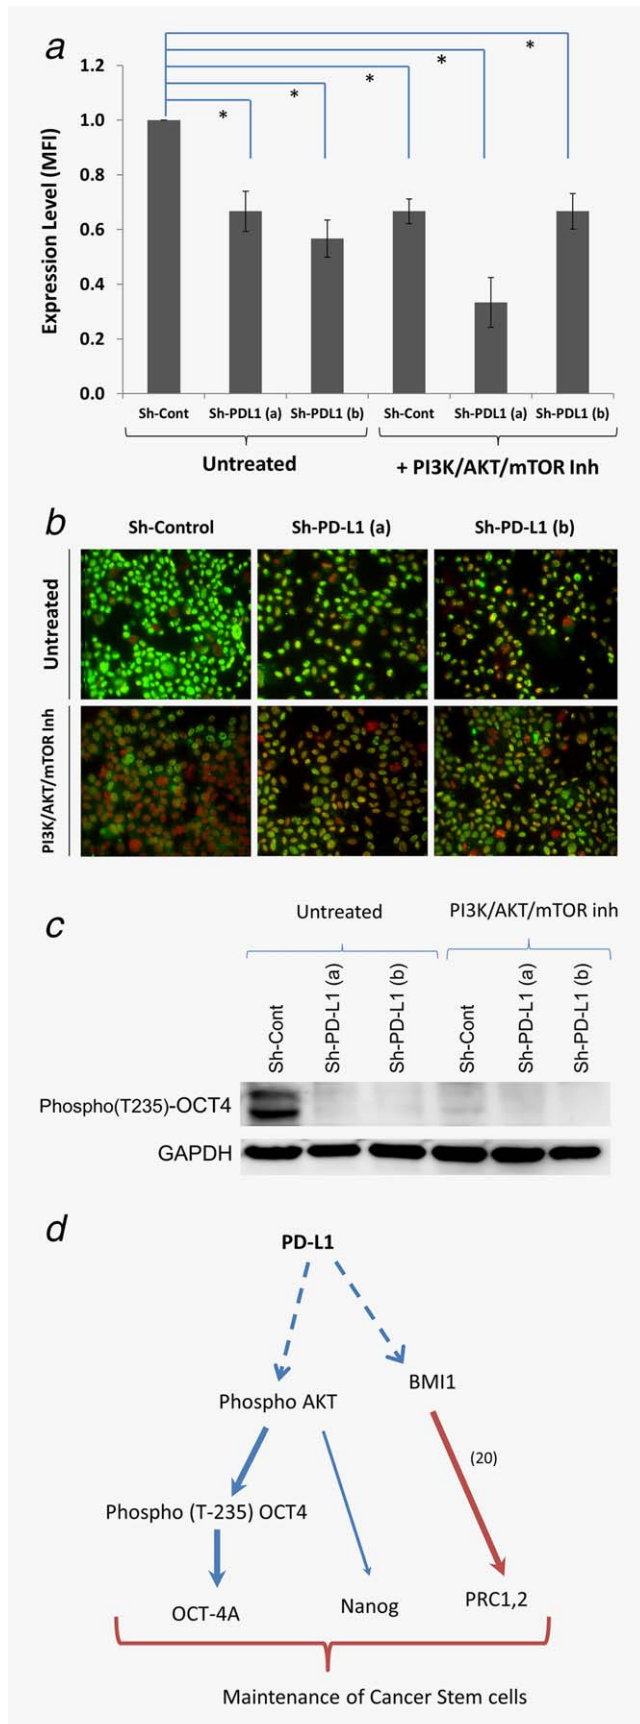 a
*
*
*
*
*
1.2
1.0
0.8
0.6
0.4
0.2
0.0
Expression Level (MFI)
Sh-Cont Sh-PDL1 (a) Sh-PDL1 (b) Sh-Cont Sh-PDL1 (a) Sh-PDL1 (b)
Untreated + PI3K/AKT/mTOR Inh
b
Sh-Control Sh-PD-L1 (a) Sh-PD-L1 (b)
Untreated
PI3K/AKT/mTOR Inh
c
Untreated PI3K/AKT/mTOR inh
Sh-Cont Sh-PD-L1 (a) Sh-PD-L1 (b) Sh-Cont Sh-PD-L1 (a) Sh-PD-L1 (b)
Phospho(T235)-OCT4
GAPDH
d
PD-L1
BMI1
Phospho AKT
(20)
Phospho (T-235) OCT4
OCT-4A Nanog PRC1,2
Maintenance of Cancer Stem cells